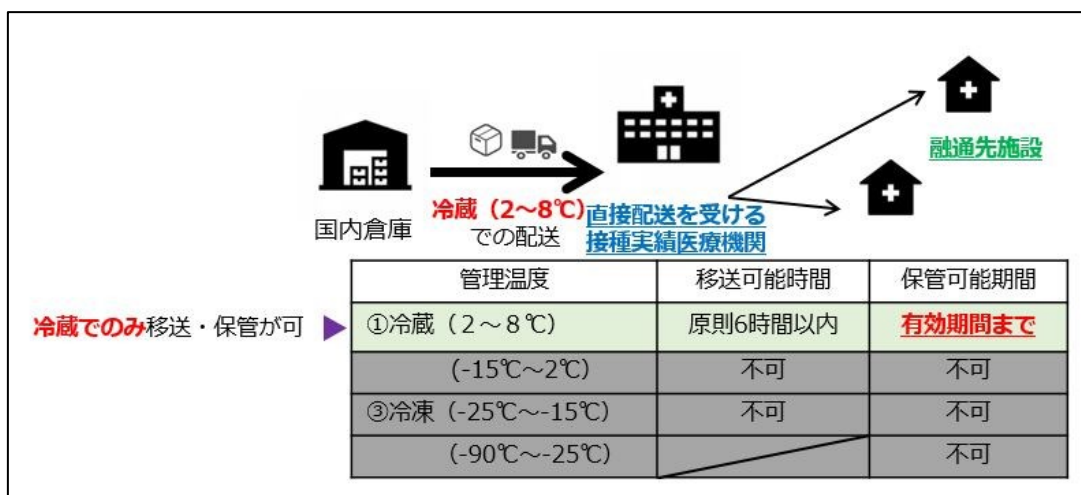 融通先施設
国内倉庫
冷蔵（2～8℃）
での配送
直接配送を受ける
接種実績医療機関
管理温度 移送可能時間 保管可能期間
冷蔵でのみ移送・保管が可
①冷蔵（2～8℃） 原則6時間以内 有効期間まで
(-15℃～2℃) 不可 不可
③冷凍（-25℃～-15℃） 不可 不可
(-90℃～-25℃) 不可